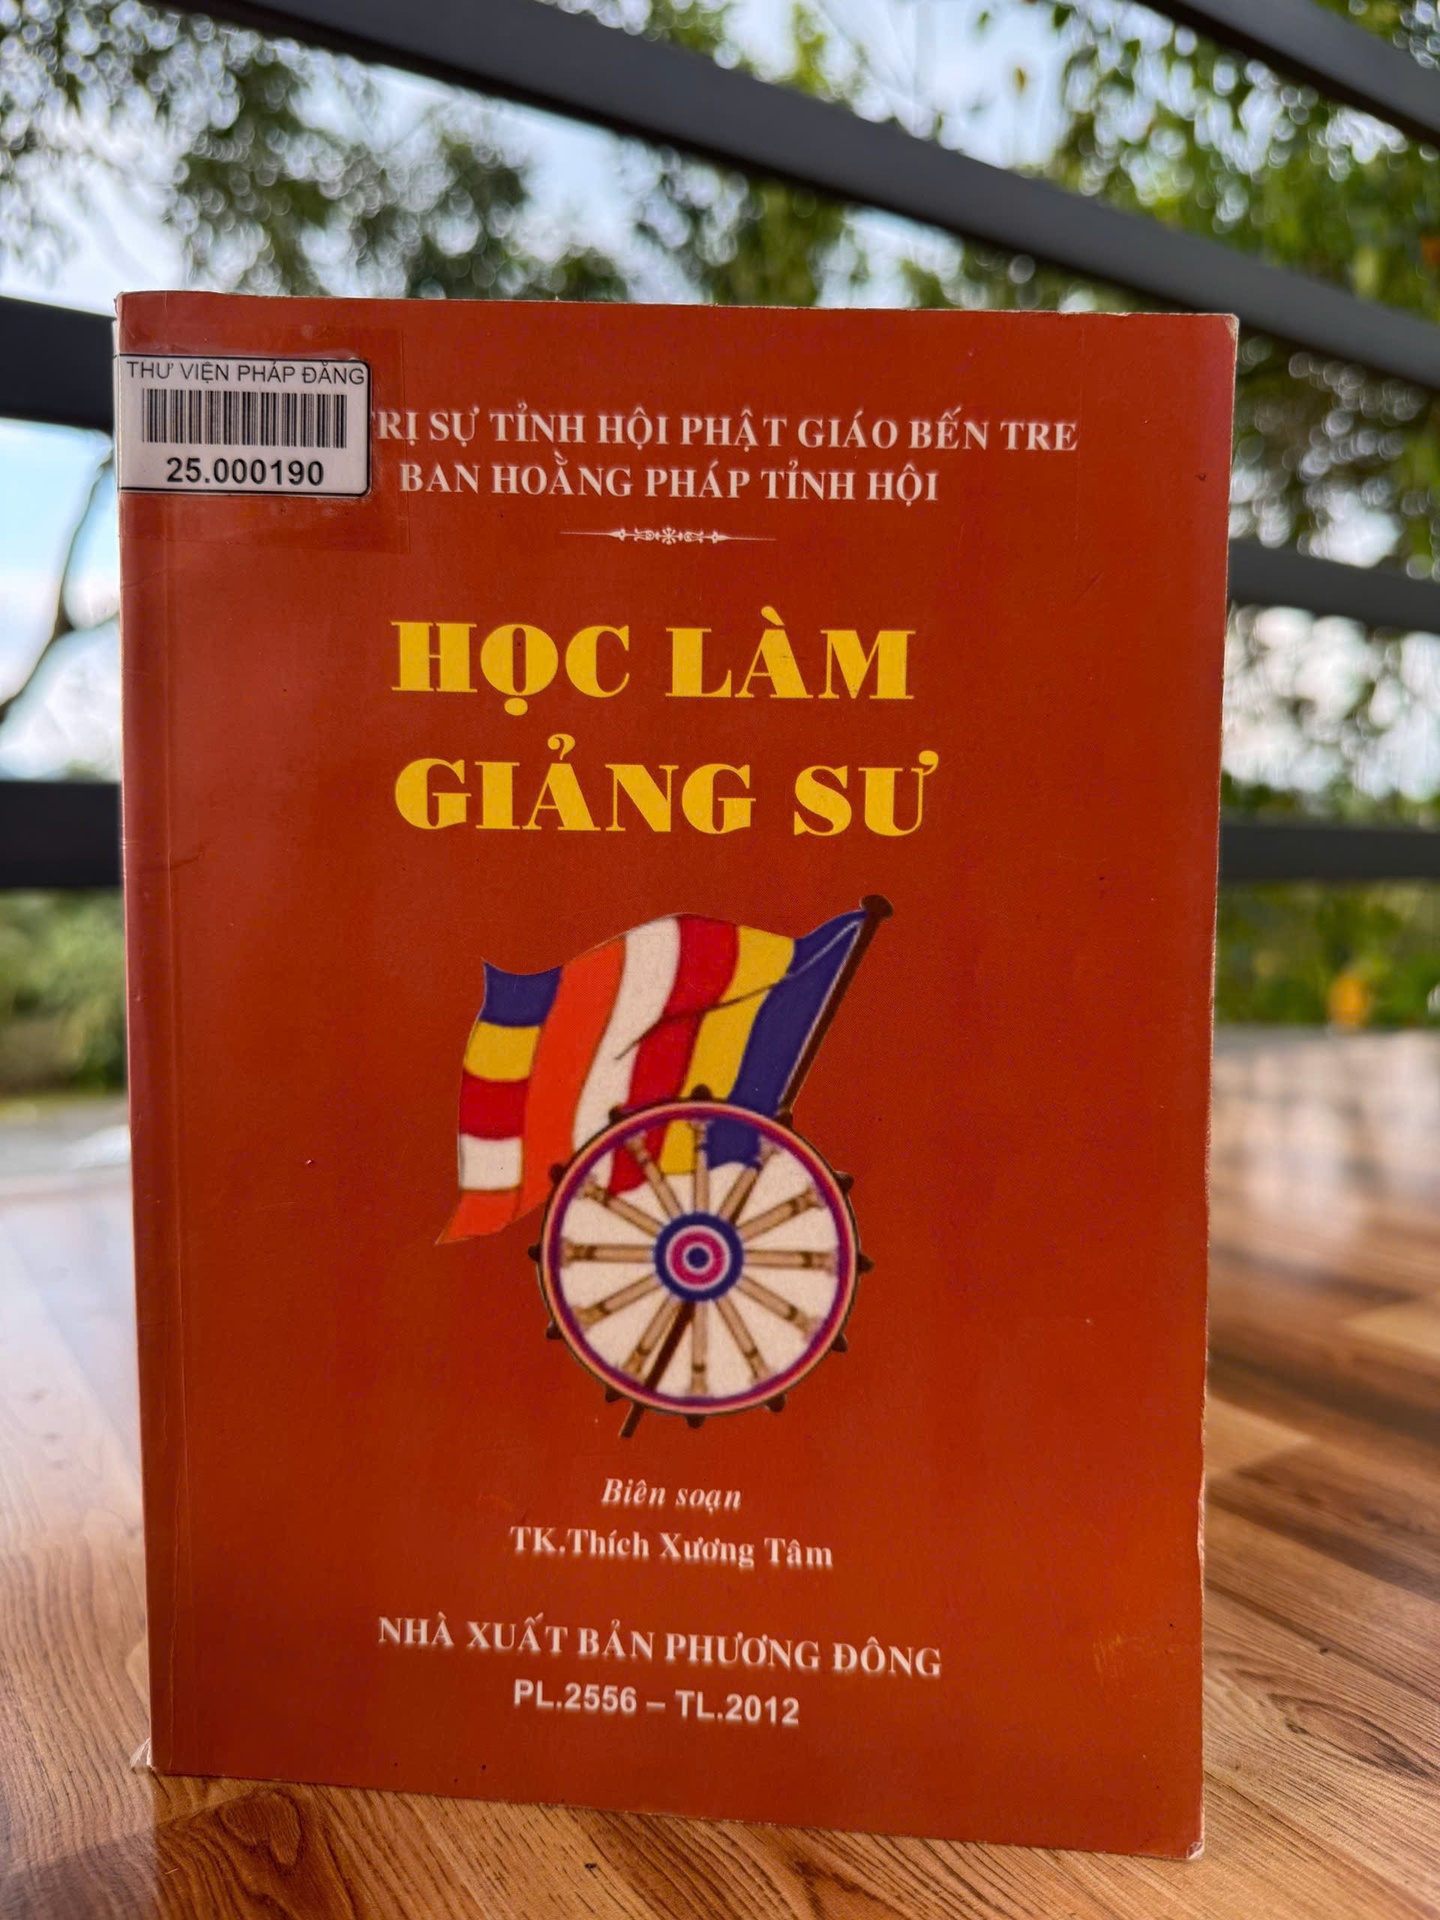 THƯ VIỆN PHÁP ĐĂNG
25.000190
TRỊ SỰ TỈNH HỘI PHẬT GIÁO BẾN TRE
BAN HOẰNG PHÁP TỈNH HỘI
HỌC LÀM
GIẢNG SƯ
Biên soạn
TK.Thích Xương Tâm
NHÀ XUẤT BẢN PHƯƠNG ĐÔNG
PL.2556 – TL.2012